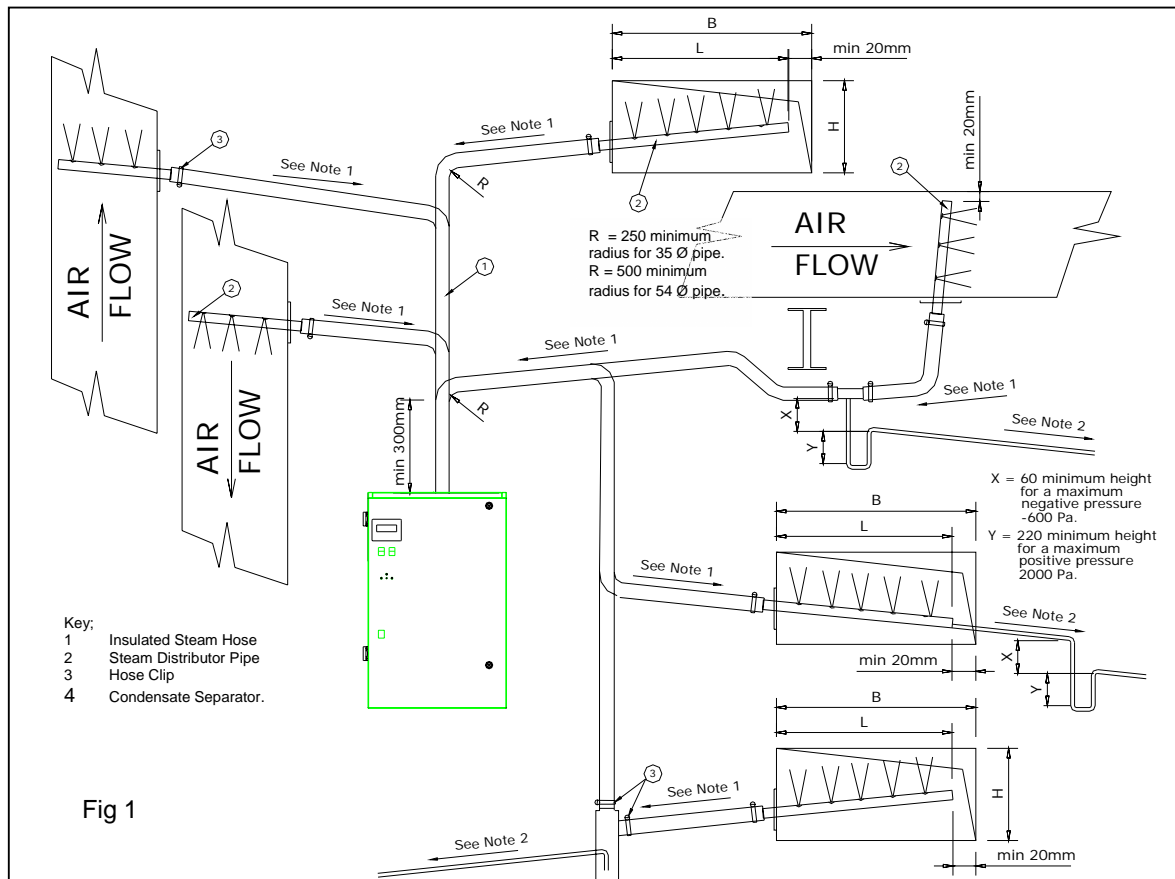 B
L
min 20mm
H
See Note 1
3
See Note 1
R
2
min 20mm
2
AIR
FLOW
R = 250 minimum
radius for 35 Ø pipe.
R = 500 minimum
radius for 54 Ø pipe.
1
AIR
FLOW
2
See Note 1
See Note 1
See Note 1
R
X
Y
See Note 2
min 300mm
AIR
FLOW
X = 60 minimum height
for a maximum
negative pressure
-600 Pa.
Y = 220 minimum height
for a maximum
positive pressure
2000 Pa.
B
L
See Note 1
See Note 2
min 20mm
X
Y
Key;
1 Insulated Steam Hose
2 Steam Distributor Pipe
3 Hose Clip
4 Condensate Separator.
B
L
3
See Note 1
H
min 20mm
See Note 2
Fig 1